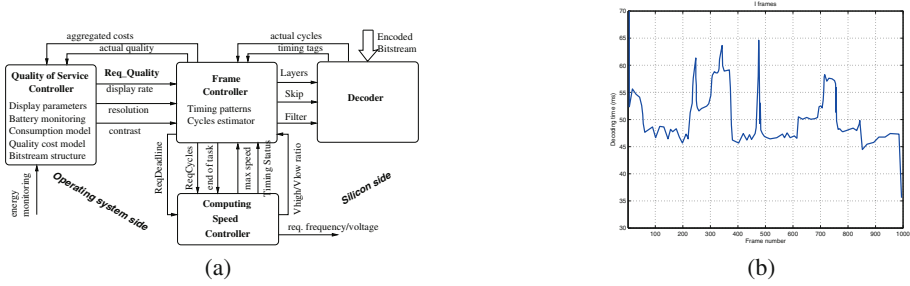 aggregated costs
actual quality
actual cycles
timing tags
Encoded
Bitstream
Quality of Service
Controller
Display parameters
Battery monitoring
Consumption model
Quality cost model
Bitstream structure
Req_Quality
display rate
resolution
contrast
Frame
Controller
Timing patterns
Cycles estimator
Layers
Skip
Filter
Decoder
ReqDeadline
ReqCycles
end of task
max speed
Timing Status
Vhigh/Vlow ratio
energy
monitoring
Operating system side
Silicon side
Computing
Speed
Controller
req. frequency/voltage
(a)
I frames
Decoding time (ms)
70
65
60
55
50
45
40
35
30
100 200 300 400 500 600 700 800 900 1000
Frame number
(b)